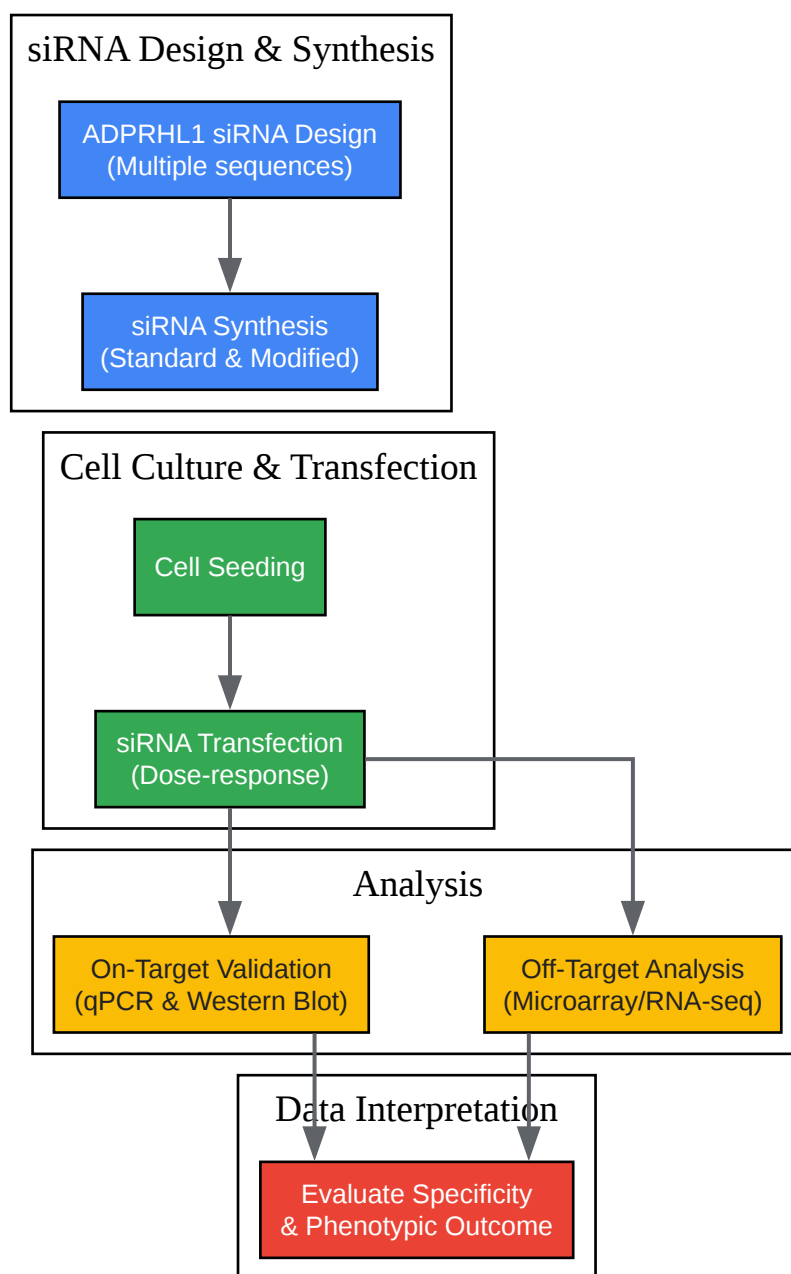 siRNA Design & Synthesis
ADPRHL1 siRNA Design
(Multiple sequences)
siRNA Synthesis
(Standard & Modified)
Cell Culture & Transfection
Cell Seeding
siRNA Transfection
(Dose-response)
Analysis
On-Target Validation
(qPCR & Western Blot)
Off-Target Analysis
(Microarray/RNA-seq)
Data Interpretation
Evaluate Specificity
& Phenotypic Outcome